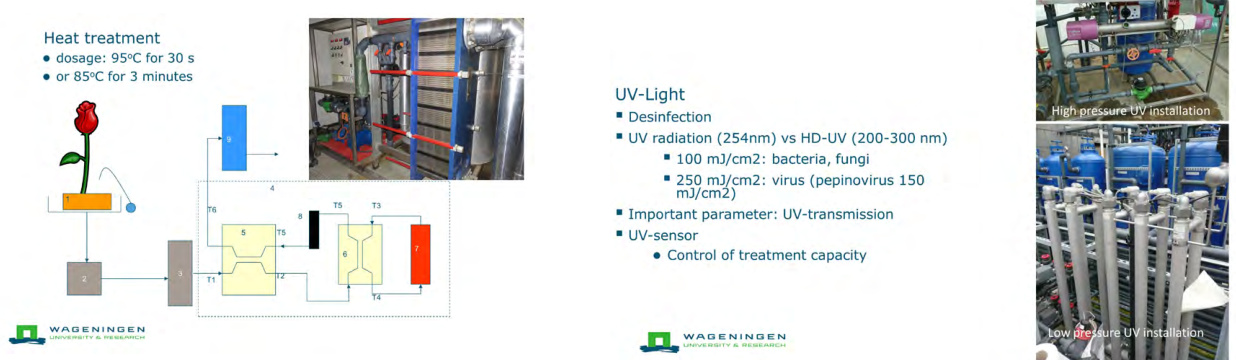 Heat treatment
• dosage: 95°C for 30 s
• or 85°C for 3 minutes
9
4
1
T6
8
T5
T3
5
T5
6
7
2
3
T1
T2
T4
WAGENINGEN
UNIVERSITY & RESEARCH
UV-Light
▪ Desinfection
▪ UV radiation (254nm) vs HD-UV (200-300 nm)
▪ 100 mJ/cm2: bacteria, fungi
▪ 250 mJ/cm2: virus (pepinovirus 150
mJ/cm2)
▪ Important parameter: UV-transmission
▪ UV-sensor
• Control of treatment capacity
WAGENINGEN
UNIVERSITY & RESEARCH
High pressure UV installation
Low pressure UV installation